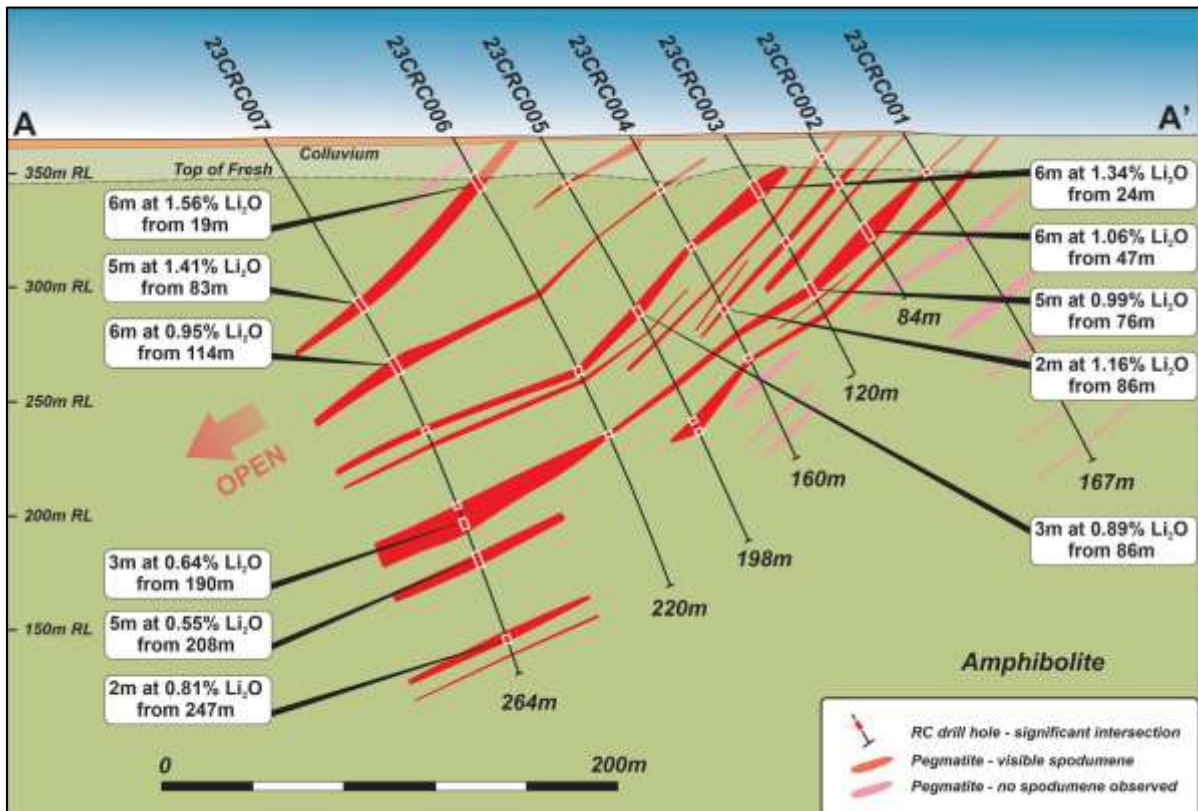 23CRC007
23CRC006
23CRC005
23CRC004
23CRC003
23CRC002
23CRC001
A
A'
Colluvium
Top of Fresh
350m RL
300m RL
250m RL
200m RL
150m RL
6m at 1.56% Li₂O
from 19m
5m at 1.41% Li₂O
from 83m
6m at 0.95% Li₂O
from 114m
OPEN
3m at 0.64% Li₂O
from 190m
5m at 0.55% Li₂O
from 208m
2m at 0.81% Li₂O
from 247m
6m at 1.34% Li₂O
from 24m
6m at 1.06% Li₂O
from 47m
5m at 0.99% Li₂O
from 76m
2m at 1.16% Li₂O
from 86m
3m at 0.89% Li₂O
from 86m
84m
120m
160m
167m
198m
220m
264m
Amphibolite
0
200m
RC drill hole - significant intersection
Pegmatite - visible spodumene
Pegmatite - no spodumene observed